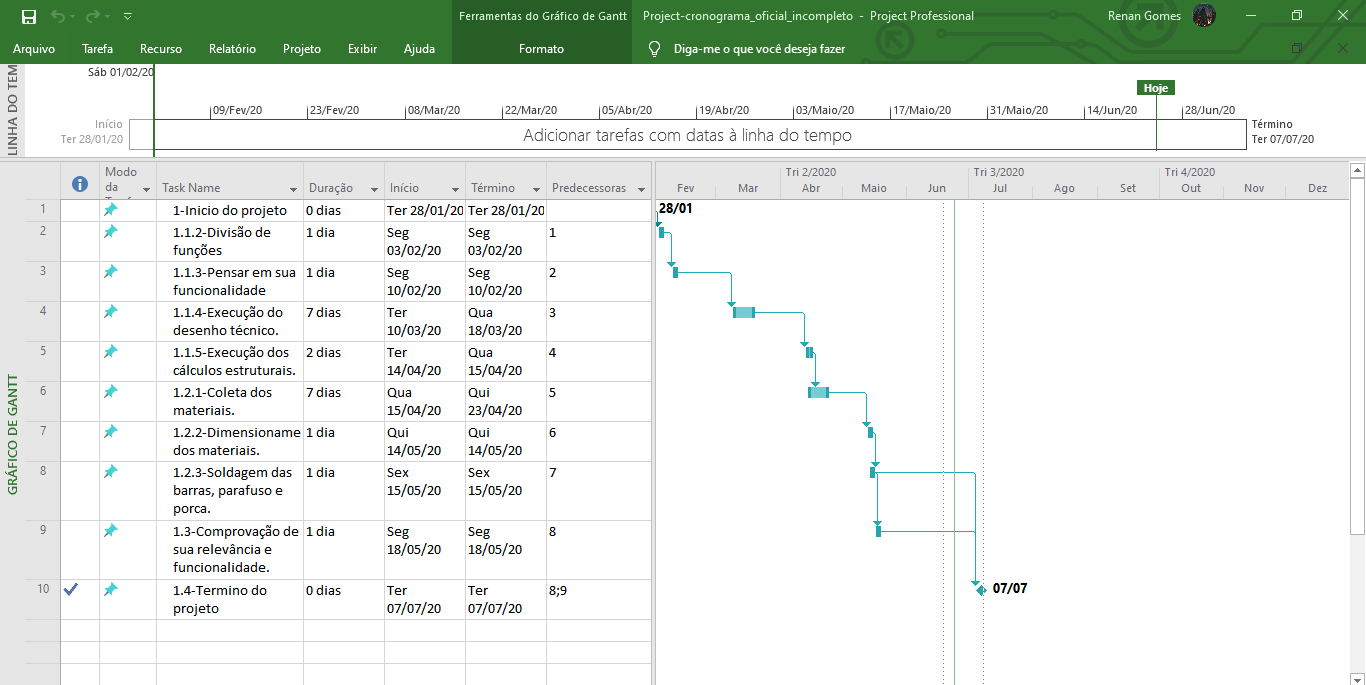 Ferramentas do Gráfico de Gantt
Project-cronograma_oficial_incompleto - Project Professional
Renan Gomes
Arquivo Tarefa Recurso Relatório Projeto Exibir Ajuda Formato Diga-me o que você deseja fazer
LINHA DO TEM
Sáb 01/02/20
Hoje
09/Fev/20 23/Fev/20 08/Mar/20 22/Mar/20 05/Abr/20 19/Abr/20 03/Maio/20 17/Maio/20 31/Maio/20 14/Jun/20 28/Jun/20
Início
Ter 28/01/20
Adicionar tarefas com datas à linha do tempo
Término
Ter 07/07/20
GRÁFICO DE GANTT
Modo
da
Task Name Duração Início Término Predecessoras
Tri 2/2020 Tri 3/2020 Tri 4/2020
Fev Mar Abr Maio Jun Jul Ago Set Out Nov Dez
1 1-Inicio do projeto 0 dias Ter 28/01/20 Ter 28/01/20
28/01
2 1.1.2-Divisão de 1 dia Seg Seg 1
funções 03/02/20 03/02/20
3 1.1.3-Pensar em sua 1 dia Seg Seg 2
funcionalidade 10/02/20 10/02/20
4 1.1.4-Execução do 7 dias Ter Qua 3
desenho técnico. 10/03/20 18/03/20
5 1.1.5-Execução dos 2 dias Ter Qua 4
cálculos estruturais. 14/04/20 15/04/20
6 1.2.1-Coleta dos 7 dias Qua Qui 5
materiais. 15/04/20 23/04/20
7 1.2.2-Dimensioname 1 dia Qui Qui 6
dos materiais. 14/05/20 14/05/20
8 1.2.3-Soldagem das 1 dia Sex Sex 7
barras, parafuso e 15/05/20 15/05/20
porca.
9 1.3-Comprovação de 1 dia Seg Seg 8
sua relevância e 18/05/20 18/05/20
funcionalidade.
10 1.4-Termino do 0 dias Ter Ter 8;9
projeto 07/07/20 07/07/20
07/07